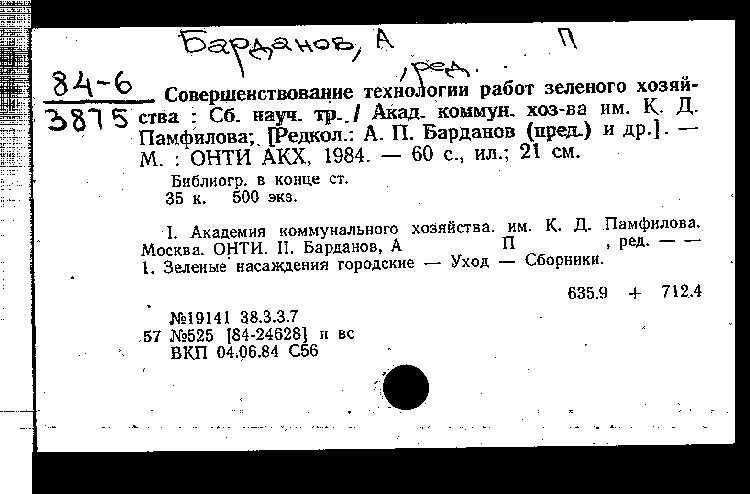 Барданов, А П
, ред.
84-6
3875
Совершенствование технологии работ зеленого хозяй-
ства : Сб. науч. тр. / Акад. коммун. хоз-ва им. К. Д.
Памфилова; [Редкол.: А. П. Барданов (пред.) и др.]. —
М. : ОНТИ АКХ, 1984. — 60 с., ил.; 21 см.
Библиогр. в конце ст.
35 к. 500 экз.
I. Академия коммунального хозяйства. им. К. Д. Памфилова.
Москва. ОНТИ. II. Барданов, А П , ред. — —
1. Зеленые насаждения городские — Уход — Сборники.
635.9 + 712.4
№19141 38.3.3.7
57 №525 [84-24628] п вс
ВКП 04.06.84 С56